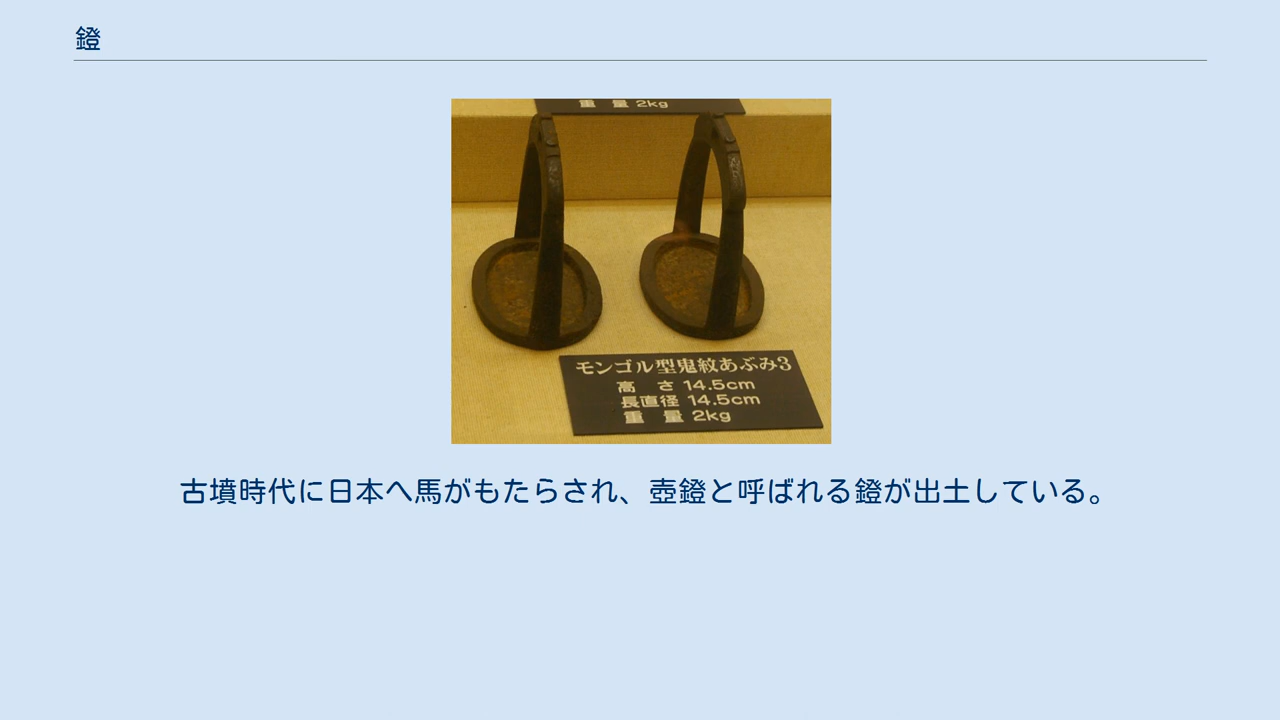 鐙
重 量 2kg
モンゴル型鬼紋あぶみ3
高 さ 14.5cm
長直径 14.5cm
重 量 2kg
古墳時代に日本へ馬がもたらされ、壺鐙と呼ばれる鐙が出土している。